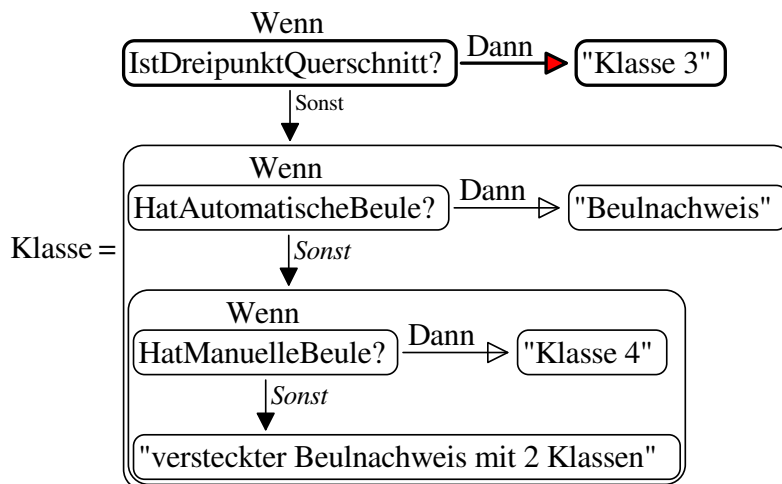 Wenn
IstDreipunktQuerschnitt? Dann "Klasse 3"
Sonst
Wenn
HatAutomatischeBeule? Dann "Beulnachweis"
Klasse =
Sonst
Wenn
HatManuelleBeule? Dann "Klasse 4"
Sonst
"versteckter Beulnachweis mit 2 Klassen"